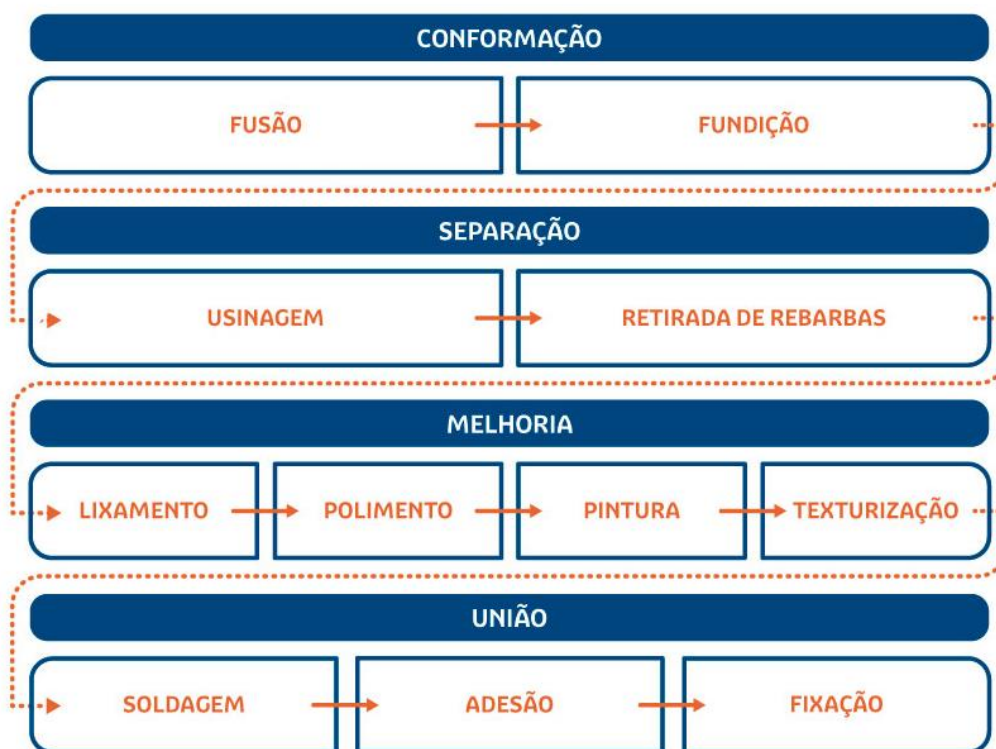 CONFORMAÇÃO
FUSÃO
FUNDIÇÃO
SEPARAÇÃO
USINAGEM
RETIRADA DE REBARBAS
MELHORIA
LIXAMENTO
POLIMENTO
PINTURA
TEXTURIZAÇÃO
UNIÃO
SOLDAGEM
ADESÃO
FIXAÇÃO